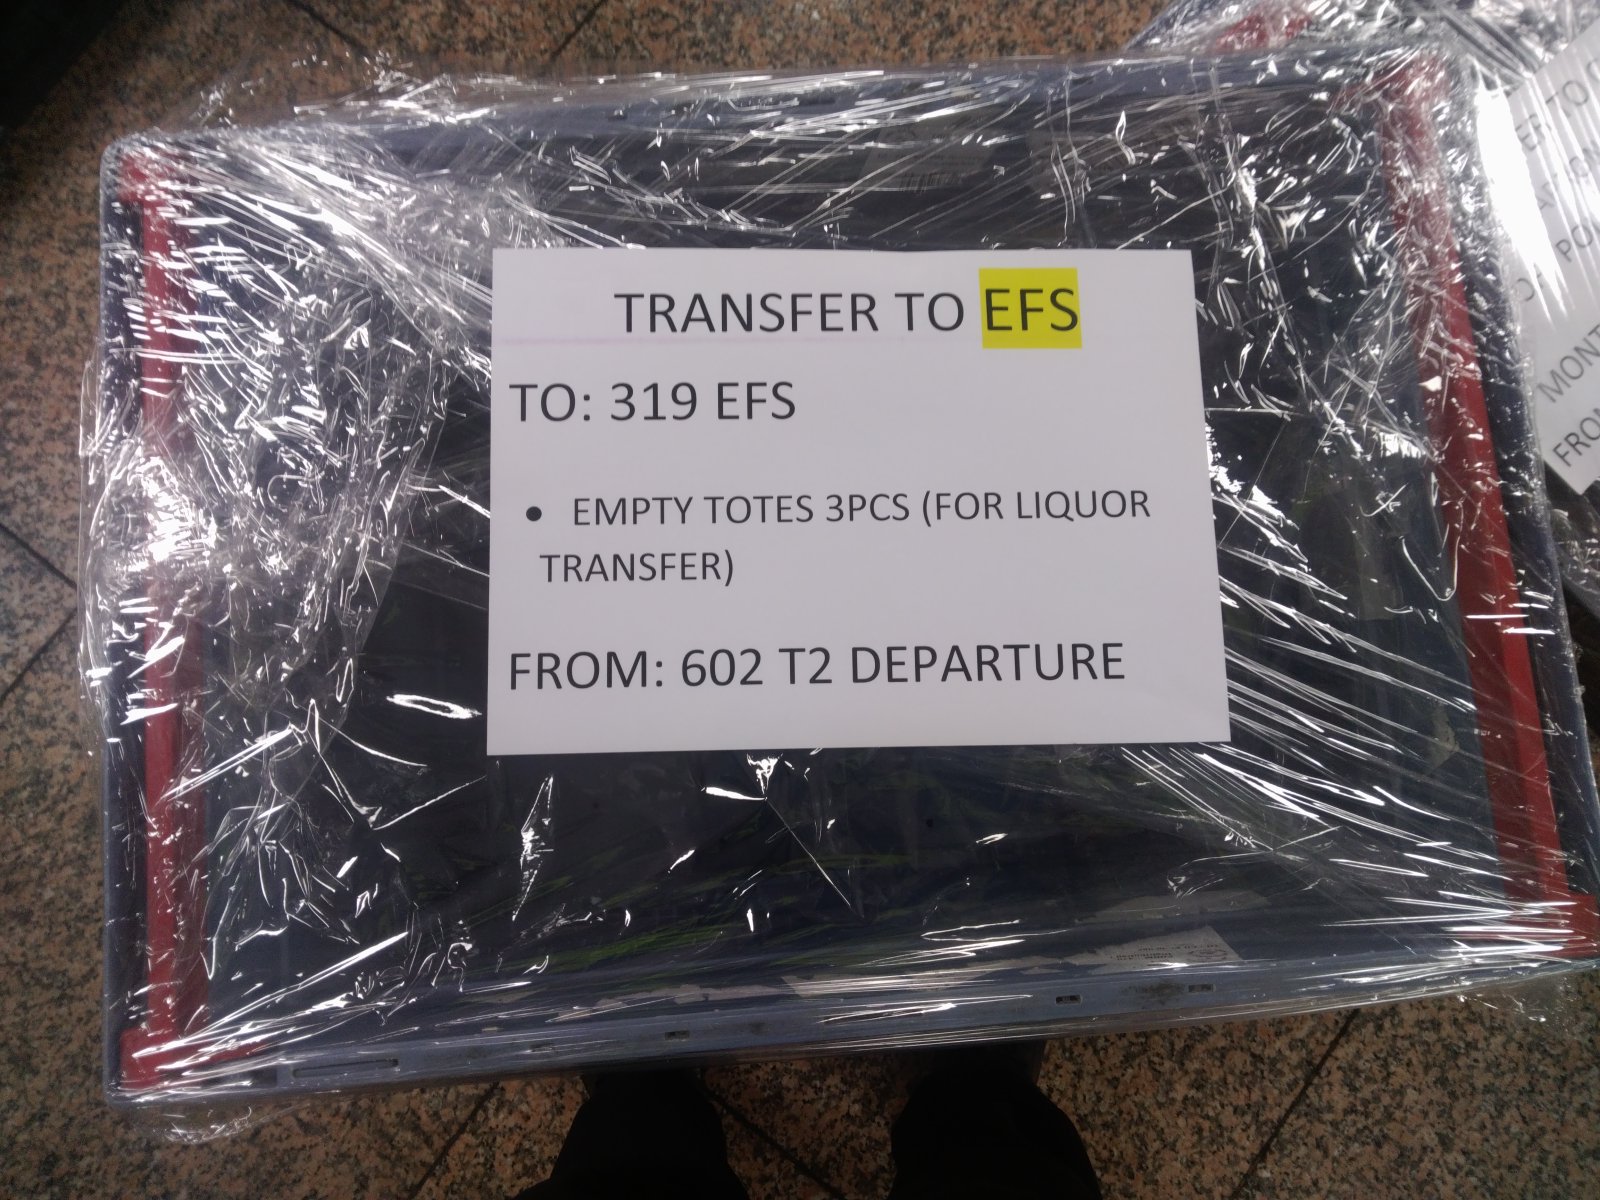 TRANSFER TO EFS
TO: 319 EFS
• EMPTY TOTES 3PCS (FOR LIQUOR
TRANSFER)
FROM: 602 T2 DEPARTURE